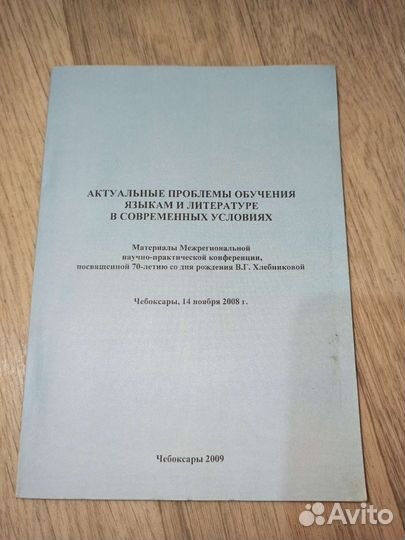 АКТУАЛЬНЫЕ ПРОБЛЕМЫ ОБУЧЕНИЯ
ЯЗЫКАМ И ЛИТЕРАТУРЕ
В СОВРЕМЕННЫХ УСЛОВИЯХ
Материалы Межрегиональной
научно-практической конференции,
посвященной 70-летию со дня рождения В.Г. Хлебниковой
Чебоксары, 14 ноября 2008 г.
Чебоксары 2009
Avito